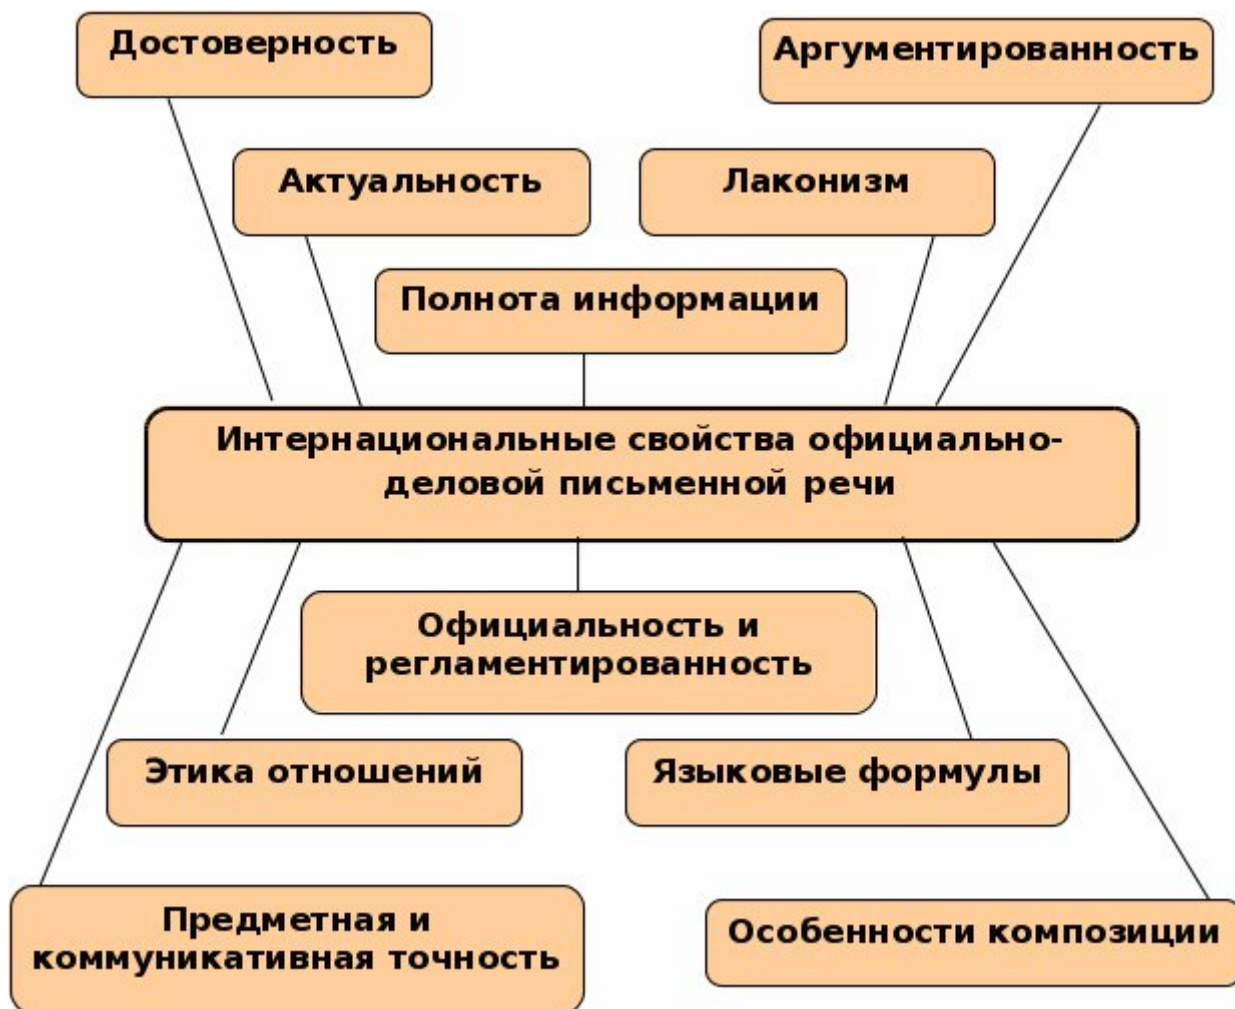 Достоверность
Аргументированность
Актуальность
Лаконизм
Полнота информации
Интернациональные свойства официально-
деловой письменной речи
Официальность и
регламентированность
Этика отношений
Языковые формулы
Предметная и
коммуникативная точность
Особенности композиции